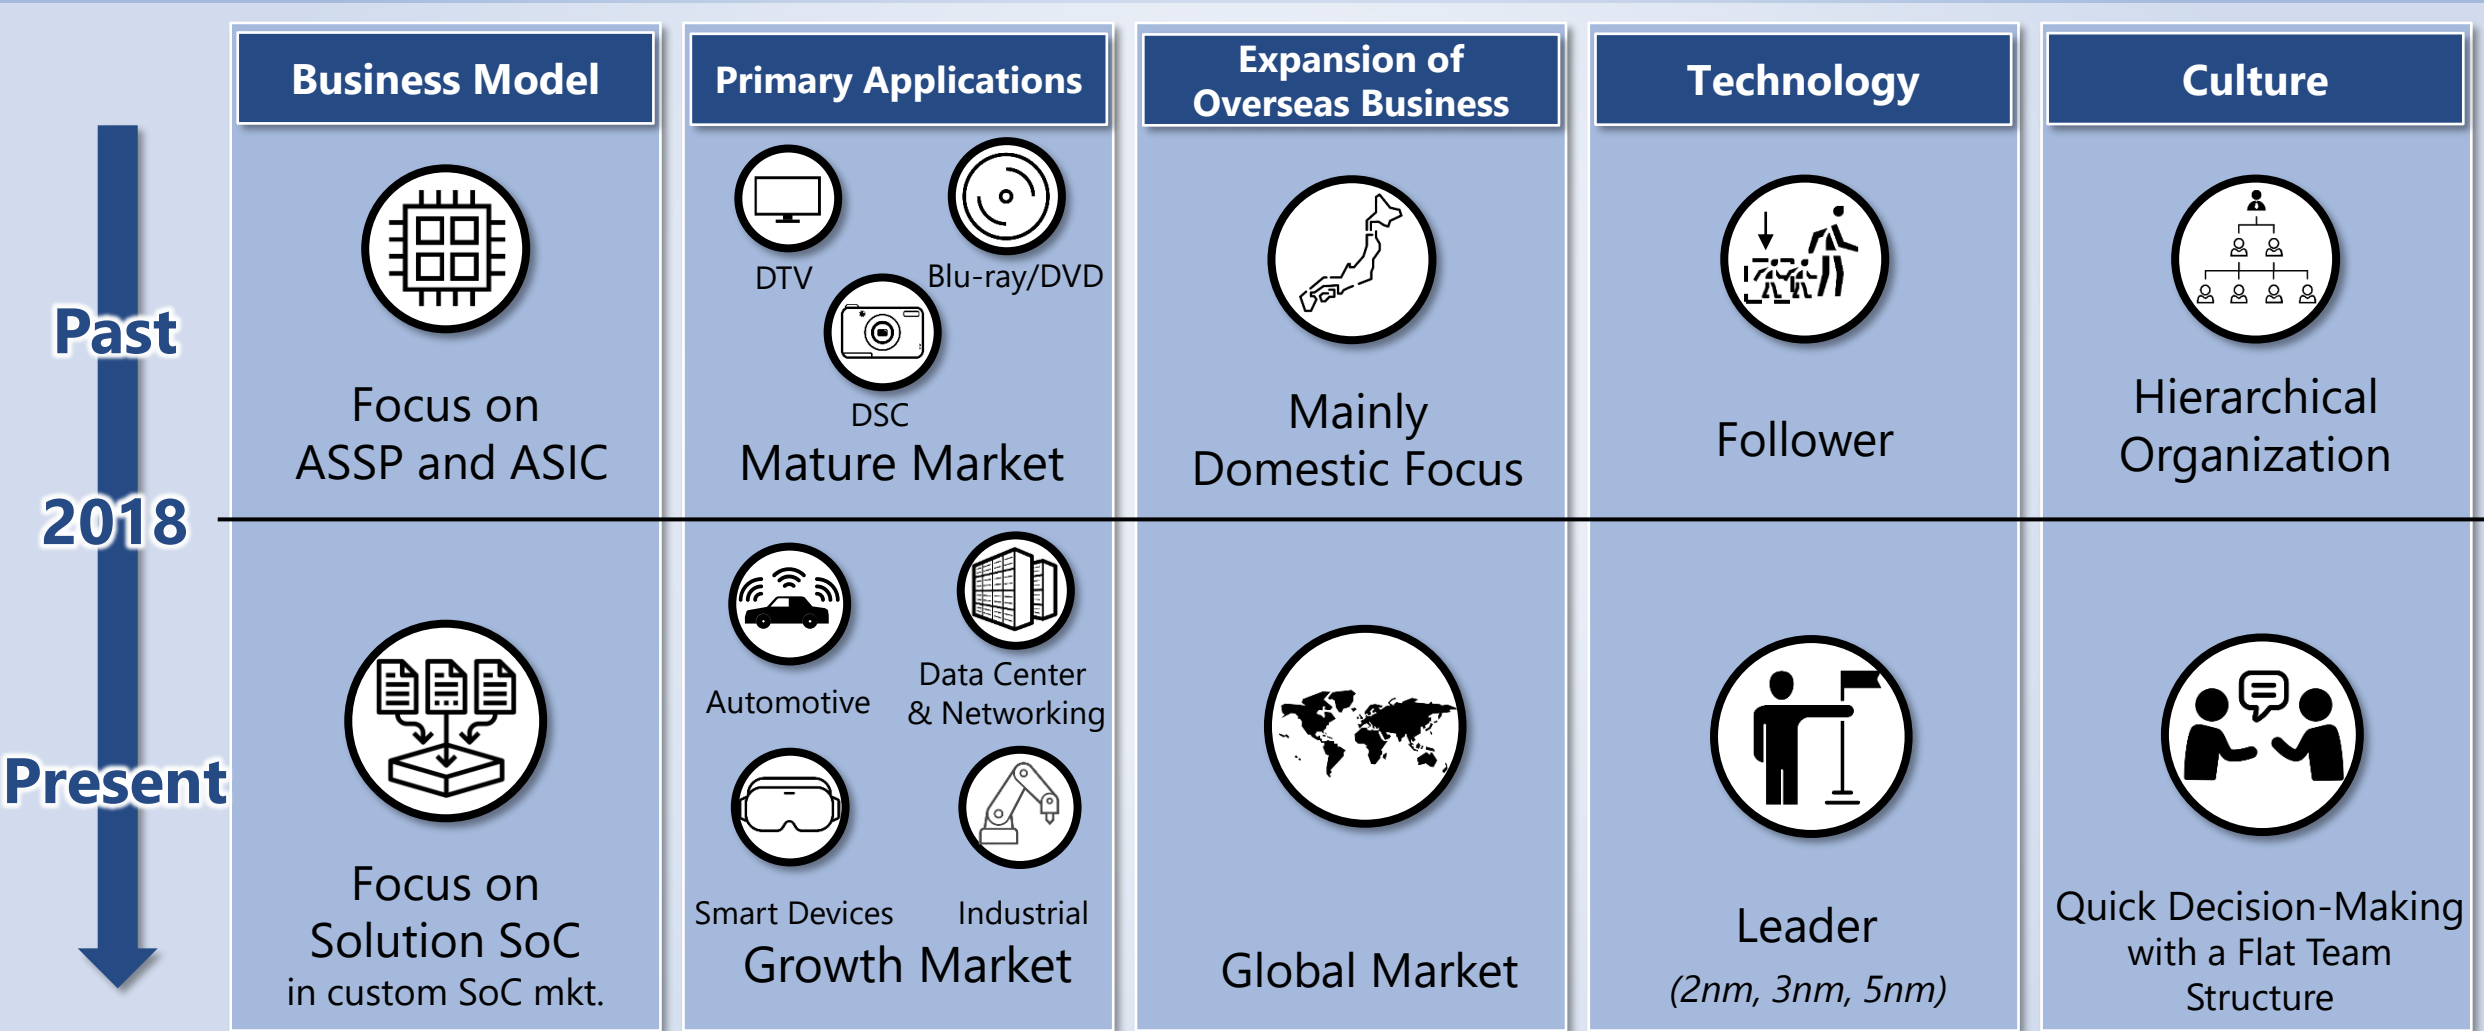 Business Model
Primary Applications
Expansion of
Overseas Business
Technology
Culture
Past
2018
Present
Focus on
ASSP and ASIC
DTV
Blu-ray/DVD
DSC
Mature Market
Mainly
Domestic Focus
Follower
Hierarchical
Organization
Focus on
Solution SoC
in custom SoC mkt.
Automotive
Data Center
& Networking
Smart Devices
Industrial
Growth Market
Global Market
Leader
(2nm, 3nm, 5nm)
Quick Decision-Making
with a Flat Team
Structure